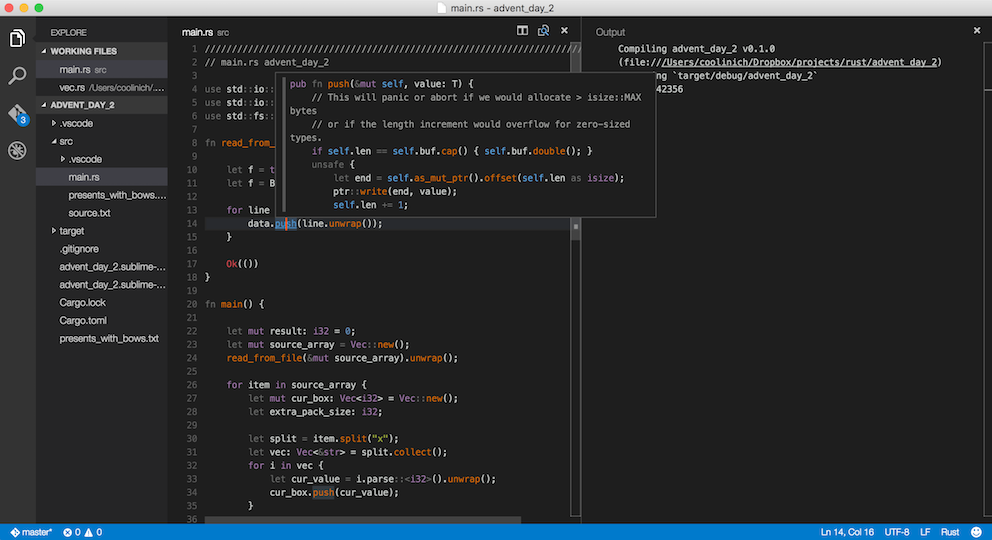 main.rs - advent_day_2
EXPLORE
WORKING FILES
main.rs src
vec.rs /Users/coolinich/....
ADVENT_DAY_2
.vscode
src
.vscode
main.rs
presents_with_bows....
source.txt
target
.gitignore
advent_day_2.sublime-...
advent_day_2.sublime-...
Cargo.lock
Cargo.toml
presents_with_bows.txt
3
main.rs src
1 ////////////////////////////////////////////////////////////////////////
2 // main.rs advent_day_2
3
4 use std::io::
5 use std::io::
6 use std::fs::
7
8 fn read_from_
9
10 let f = t
11 let f = B
12
13 for line
14 data.push(line.unwrap());
15 }
16
17 Ok(())
18 }
19
20 fn main() {
21
22 let mut result: i32 = 0;
23 let mut source_array = Vec::new();
24 read_from_file(&mut source_array).unwrap();
25
26 for item in source_array {
27 let mut cur_box: Vec<i32> = Vec::new();
28 let extra_pack_size: i32;
29
30 let split = item.split("x");
31 let vec: Vec<&str> = split.collect();
32 for i in vec {
33 let cur_value = i.parse::<i32>().unwrap();
34 cur_box.push(cur_value);
35 }
36
pub fn push(&mut self, value: T) {
// This will panic or abort if we would allocate > isize::MAX
bytes
// or if the length increment would overflow for zero-sized
types.
if self.len == self.buf.cap() { self.buf.double(); }
unsafe {
let end = self.as_mut_ptr().offset(self.len as isize);
ptr::write(end, value);
self.len += 1;
Output
Compiling advent_day_2 v0.1.0
(file:///Users/coolinich/Dropbox/projects/rust/advent_day_2)
ng `target/debug/advent_day_2`
42356
master* 0 0
Ln 14, Col 16 UTF-8 LF Rust